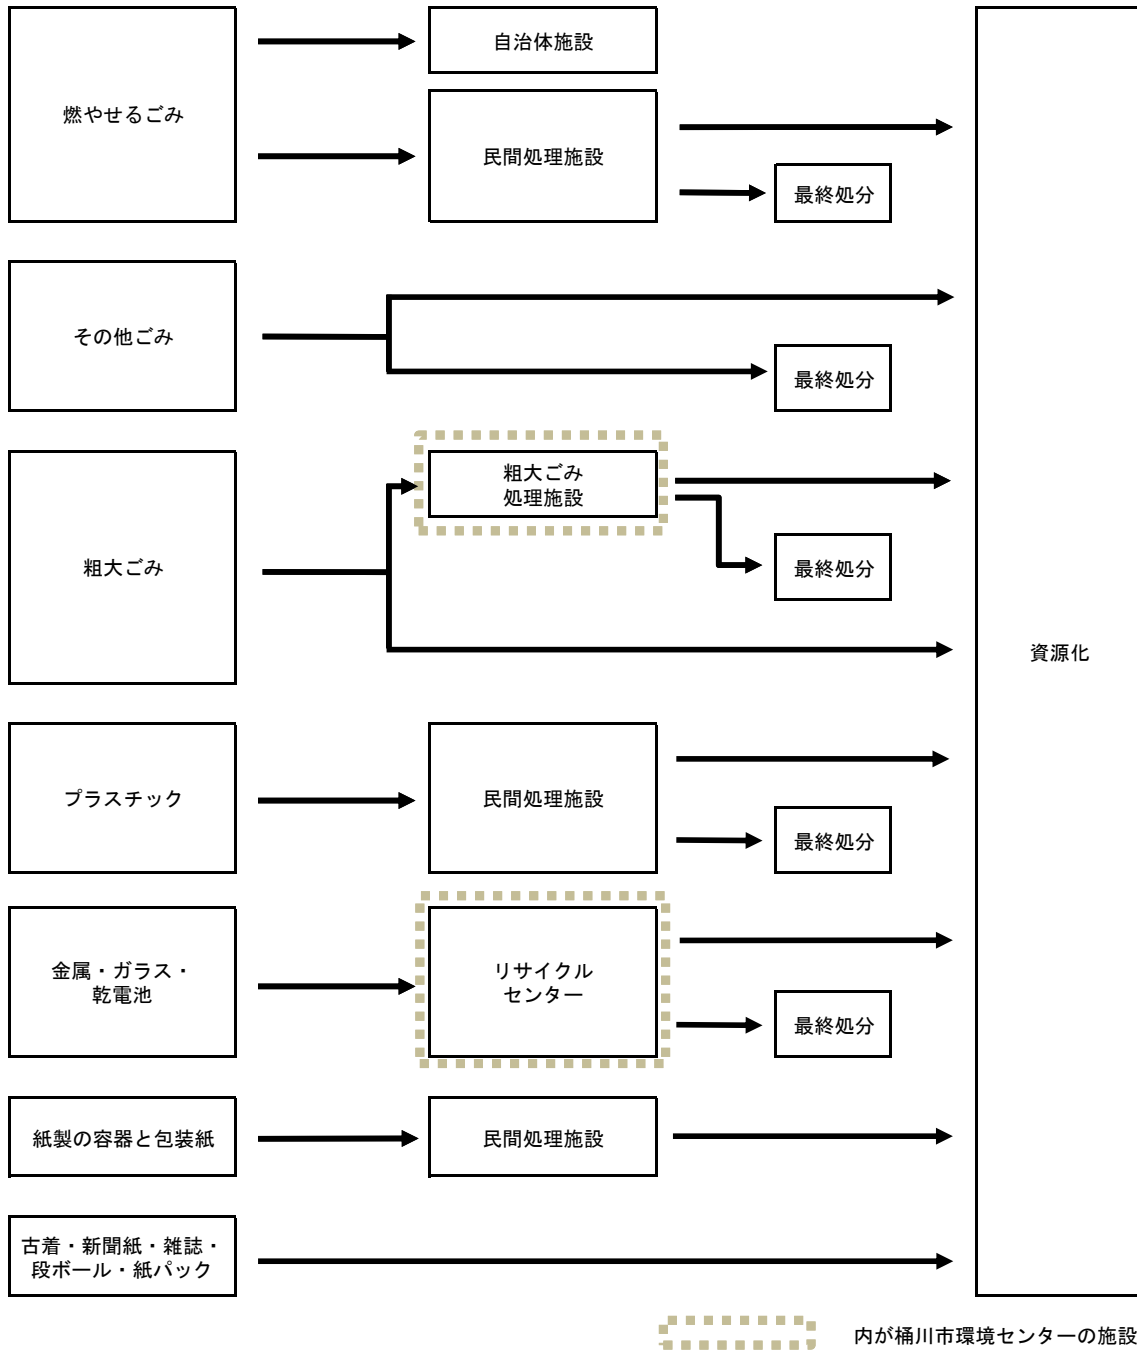 燃やせるごみ
自治体施設
民間処理施設
最終処分
その他ごみ
最終処分
粗大ごみ
粗大ごみ
処理施設
最終処分
資源化
プラスチック
民間処理施設
最終処分
金属・ガラス・
乾電池
リサイクル
センター
最終処分
紙製の容器と包装紙
民間処理施設
古着・新聞紙・雑誌・
段ボール・紙パック
内が桶川市環境センターの施設